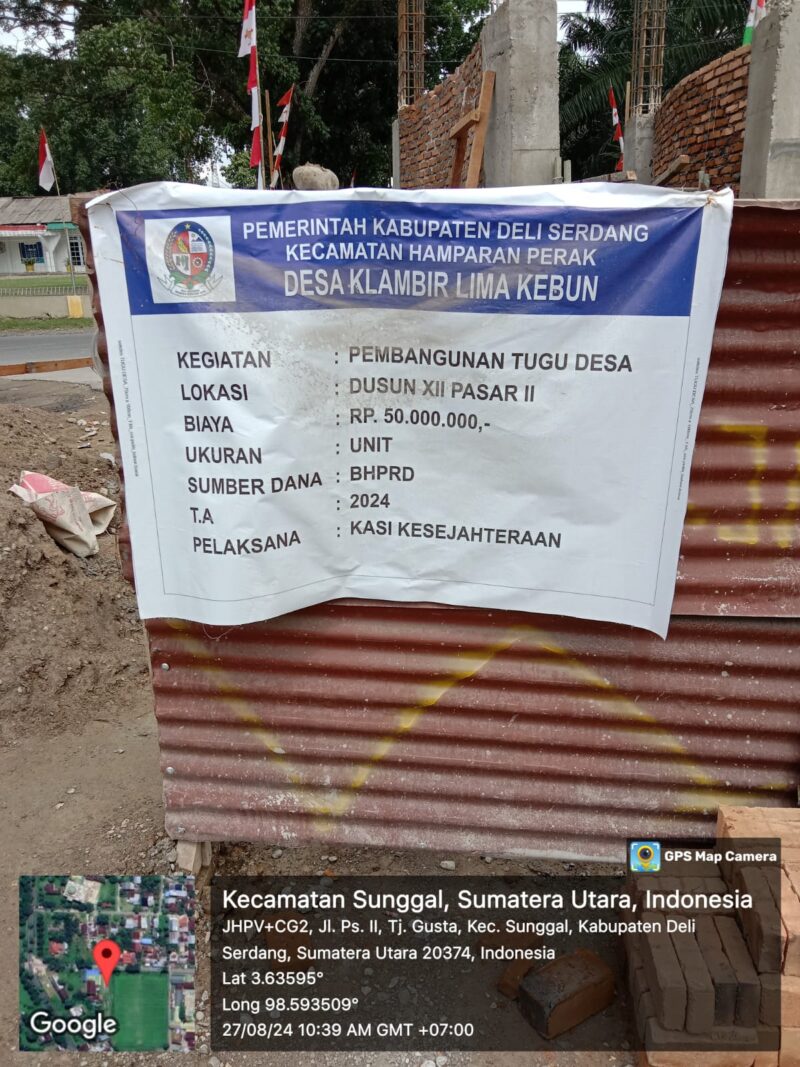 PEMERINTAH KABUPATEN DELI SERDANG
KECAMATAN HAMPARAN PERAK
DESA KLAMBIR LIMA KEBUN
KEGIATAN : PEMBANGUNAN TUGU DESA
LOKASI : DUSUN XII PASAR II
BIAYA : RP. 50.000.000,-
UKURAN : UNIT
SUMBER DANA : BHPRD
T.A : 2024
PELAKSANA : KASI KESEJAHTERAAN
GPS Map Camera
Kecamatan Sunggal, Sumatera Utara, Indonesia
JHPV+CG2, Jl. Ps. II, Tj. Gusta, Kec. Sunggal, Kabupaten Deli
Serdang, Sumatera Utara 20374, Indonesia
Lat 3.63595°
Long 98.593509°
27/08/24 10:39 AM GMT +07:00
Google